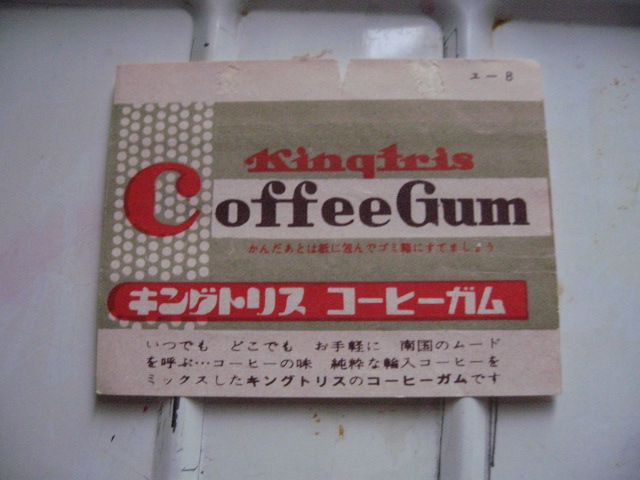 ユー8
Kingtris
CoffeeGum
かんだあとは紙に包んでゴミ箱にすてましょう
キングトリス コーヒーガム
いつでも どこでも お手軽に 南国のムード
を呼ぶ…コーヒーの味 純粋な輸入コーヒーを
ミックスしたキングトリスのコーヒーガムです